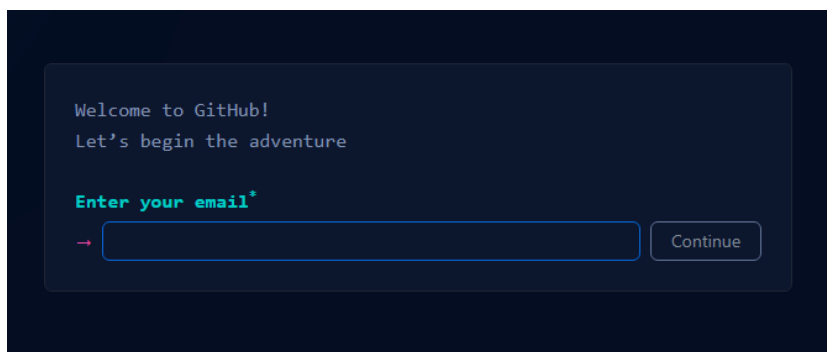 Welcome to GitHub!
Let’s begin the adventure
Enter your email*
→ Continue